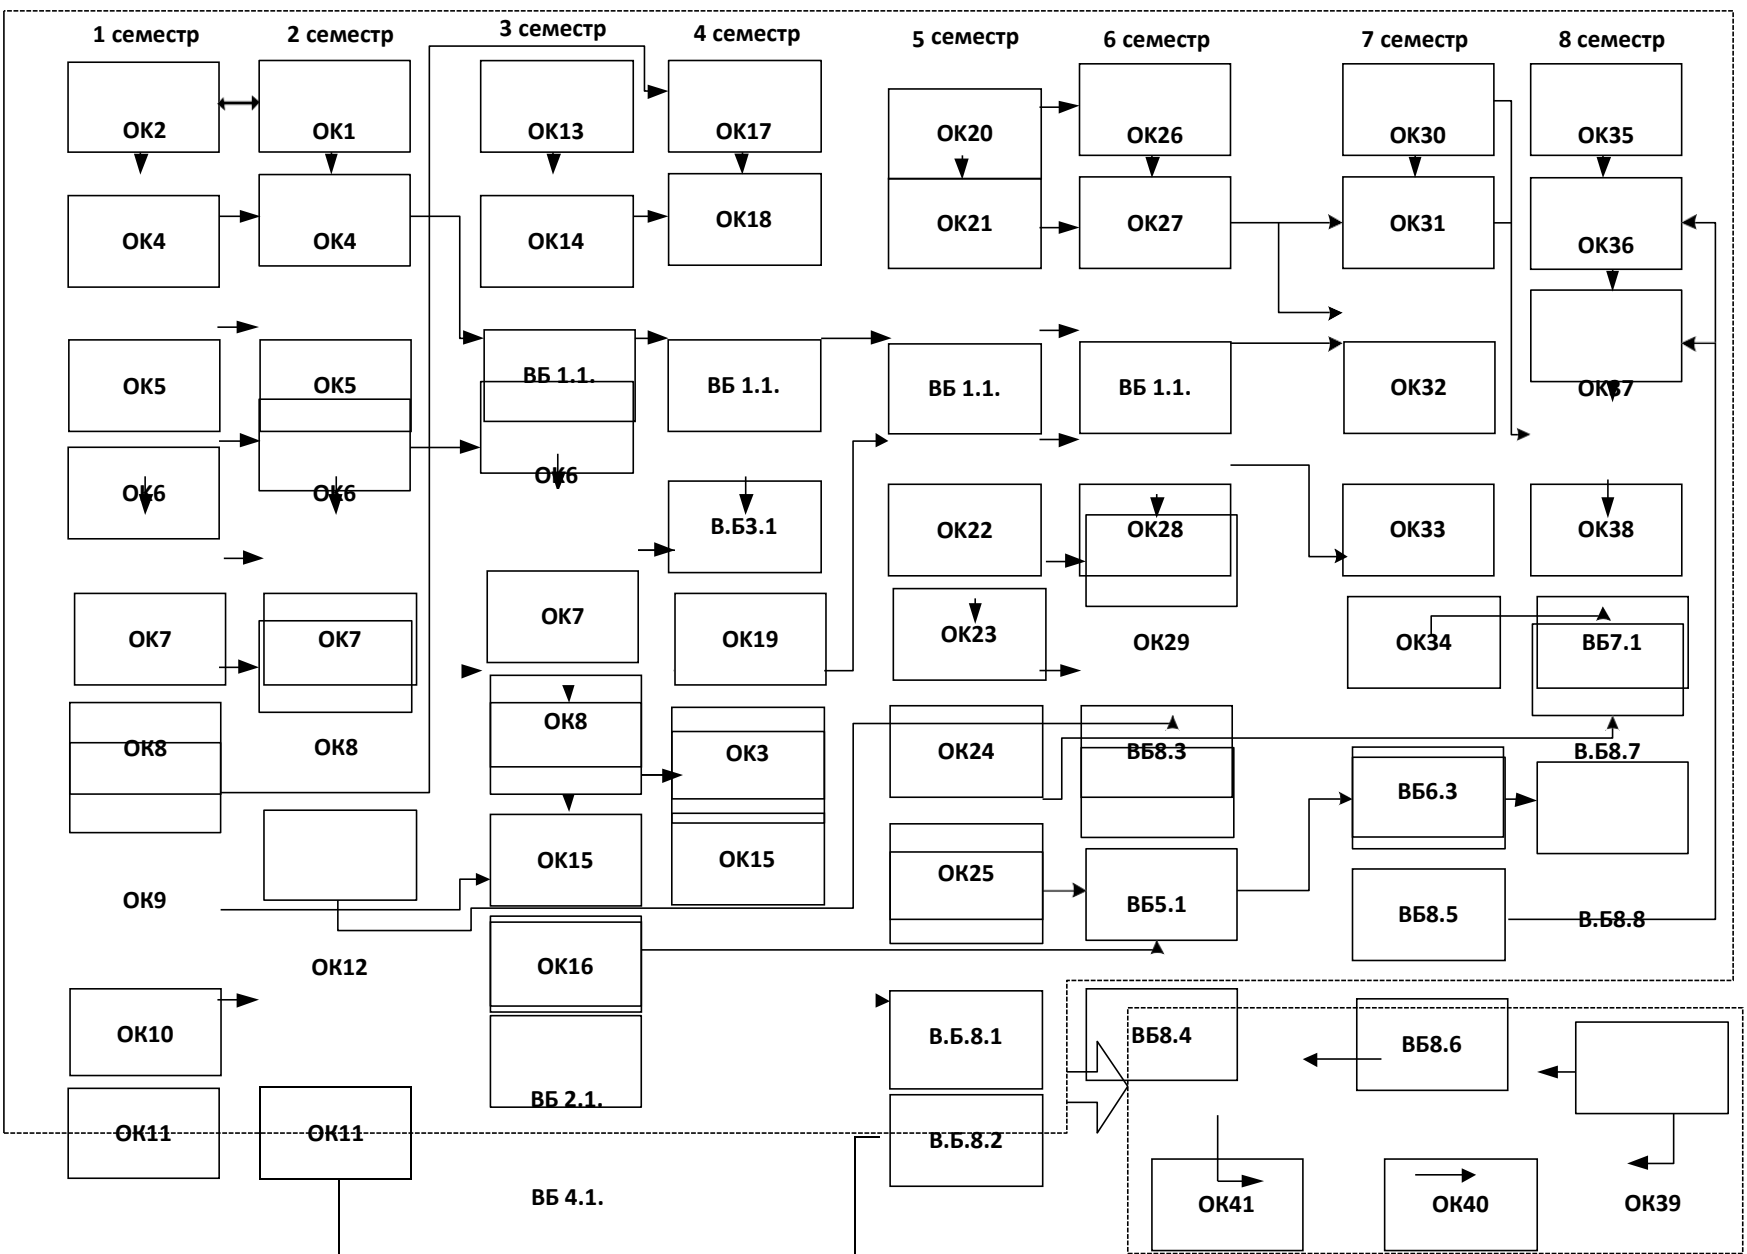 1 семестр
2 семестр
3 семестр
4 семестр
5 семестр
6 семестр
7 семестр
8 семестр
ОК2
ОК1
ОК13
ОК17
ОК20
ОК26
ОК30
ОК35
ОК4
ОК4
ОК14
ОК18
ОК21
ОК27
ОК31
ОК36
ОК5
ОК5
ВБ 1.1.
ВБ 1.1.
ВБ 1.1.
ВБ 1.1.
ОК32
ОК37
ОК6
ОК6
ОК6
В.Б3.1
ОК22
ОК28
ОК33
ОК38
ОК7
ОК7
ОК7
ОК19
ОК23
ОК29
ОК34
ВБ7.1
ОК8
ОК8
ОК8
ОК3
ОК24
ВБ8.3
ВБ6.3
В.Б8.7
ОК9
ОК12
ОК15
ОК15
ОК25
ВБ5.1
ВБ8.5
В.Б8.8
ОК16
ОК10
В.Б.8.1
ВБ8.4
ВБ8.6
ВБ 2.1.
ОК11
ОК11
В.Б.8.2
ВБ 4.1.
ОК41
ОК40
ОК39